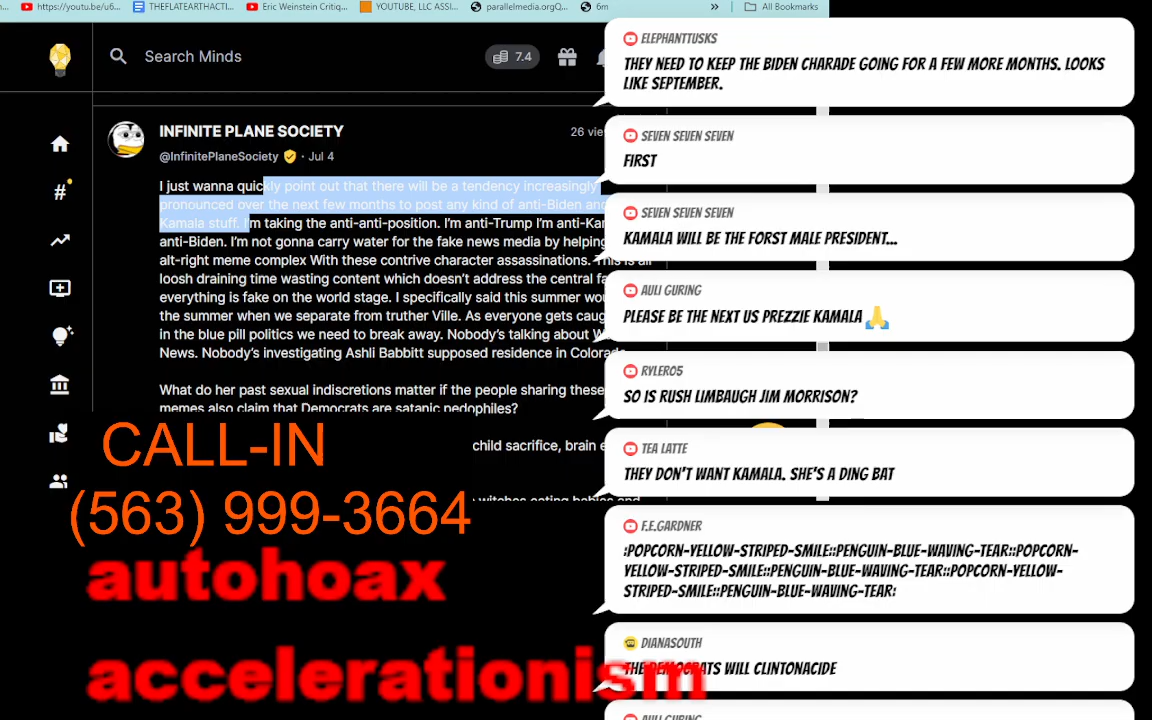 https://youtu.be/u6...
THEFLATEARTHACTI...
Eric Weinstein Critiq...
YOUTUBE, LLC ASSI...
parallelmedia.orgQ...
6m
»
All Bookmarks
Search Minds
7.4
INFINITE PLANE SOCIETY
26 vie
@InfinitePlaneSociety · Jul 4
I just wanna quickly point out that there will be a tendency increasingly
pronounced over the next few months to post any kind of anti-Biden and
Kamala stuff. I'm taking the anti-anti-position. I'm anti-Trump I'm anti-Kam
anti-Biden. I'm not gonna carry water for the fake news media by helping
alt-right meme complex With these contrive character assassinations. This is all
loosh draining time wasting content which doesn't address the central fa
everything is fake on the world stage. I specifically said this summer wou
the summer when we separate from truther Ville. As everyone gets caug
in the blue pill politics we need to break away. Nobody's talking about W
News. Nobody's investigating Ashli Babbitt supposed residence in Colorado.
What do her past sexual indiscretions matter if the people sharing these
memes also claim that Democrats are satanic pedophiles?
child sacrifice, brain e
witches eating babies and
CALL-IN
(563) 999-3664
autohoax
accelerationism
ELEPHANTTUSKS
THEY NEED TO KEEP THE BIDEN CHARADE GOING FOR A FEW MORE MONTHS. LOOKS
LIKE SEPTEMBER.
SEVEN SEVEN SEVEN
FIRST
SEVEN SEVEN SEVEN
KAMALA WILL BE THE FORST MALE PRESIDENT...
AULI GURING
PLEASE BE THE NEXT US PREZZIE KAMALA🙏
RYLER05
SO IS RUSH LIMBAUGH JIM MORRISON?
TEA LATTE
THEY DON'T WANT KAMALA. SHE'S A DING BAT
F.E.GARDNER
:POPCORN-YELLOW-STRIPED-SMILE::PENGUIN-BLUE-WAVING-TEAR::POPCORN-
YELLOW-STRIPED-SMILE::PENGUIN-BLUE-WAVING-TEAR::POPCORN-YELLOW-
STRIPED-SMILE::PENGUIN-BLUE-WAVING-TEAR:
DIANASOUTH
THE DEMOCRATS WILL CLINTONACIDE
AULI GURING